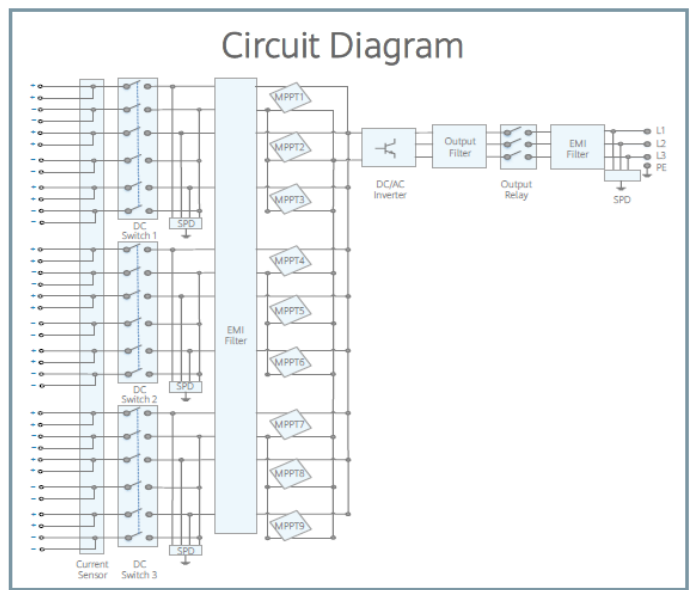 Circuit Diagram
+
+
−
−
+
+
−
−
+
+
−
−
SPD
DC
Switch 1
MPPT1
MPPT2
MPPT3
DC/AC
Inverter
Output
Filter
Output
Relay
EMI
Filter
L1
L2
L3
PE
SPD
+
+
−
−
+
+
−
−
+
+
−
−
SPD
DC
Switch 2
EMI
Filter
MPPT4
MPPT5
MPPT6
+
+
−
−
+
+
−
−
+
+
−
−
SPD
Current
Sensor
DC
Switch 3
MPPT7
MPPT8
MPPT9